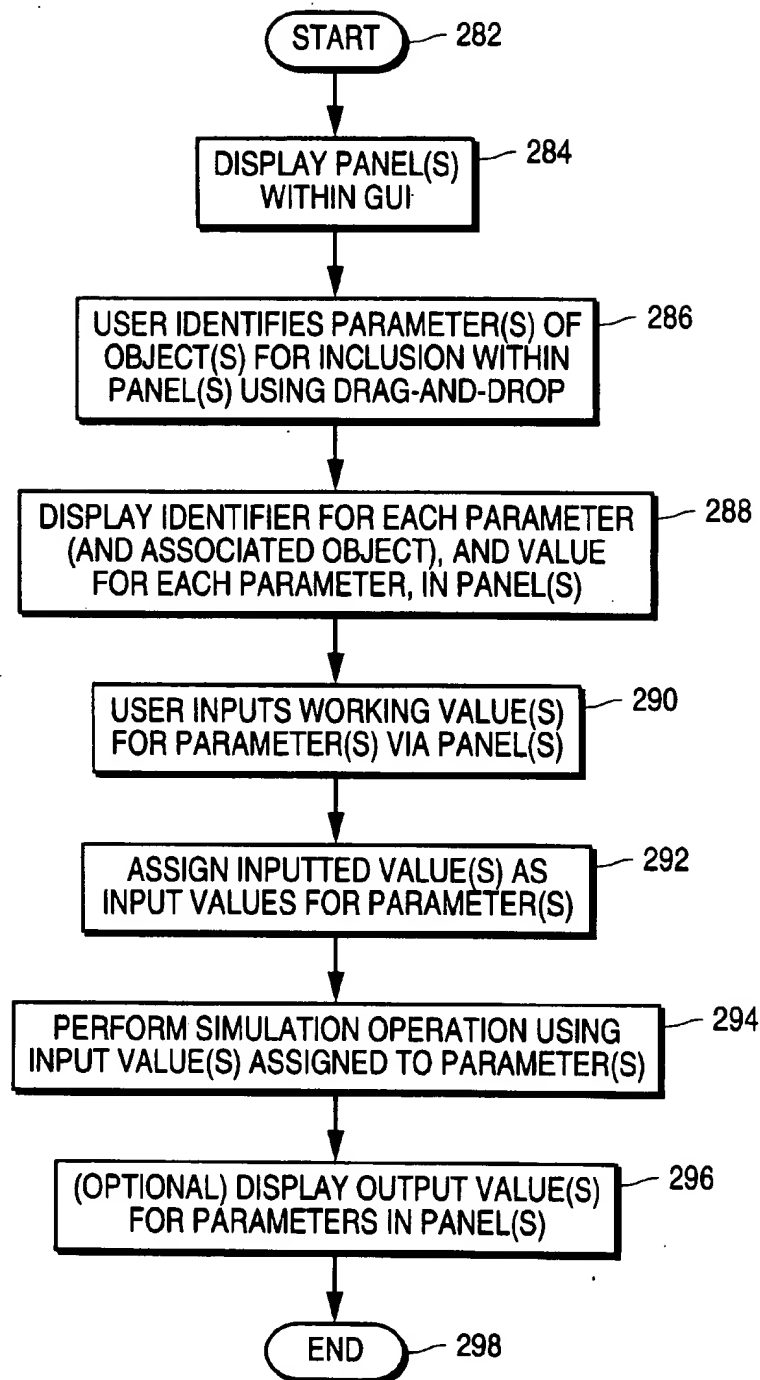 START
282
DISPLAY PANEL(S)
WITHIN GUI
284
USER IDENTIFIES PARAMETER(S) OF
OBJECT(S) FOR INCLUSION WITHIN
PANEL(S) USING DRAG-AND-DROP
286
DISPLAY IDENTIFIER FOR EACH PARAMETER
(AND ASSOCIATED OBJECT), AND VALUE
FOR EACH PARAMETER, IN PANEL(S)
288
USER INPUTS WORKING VALUE(S)
FOR PARAMETER(S) VIA PANEL(S)
290
ASSIGN INPUTTED VALUE(S) AS
INPUT VALUES FOR PARAMETER(S)
292
PERFORM SIMULATION OPERATION USING
INPUT VALUE(S) ASSIGNED TO PARAMETER(S)
294
(OPTIONAL) DISPLAY OUTPUT VALUE(S)
FOR PARAMETERS IN PANEL(S)
296
END
298